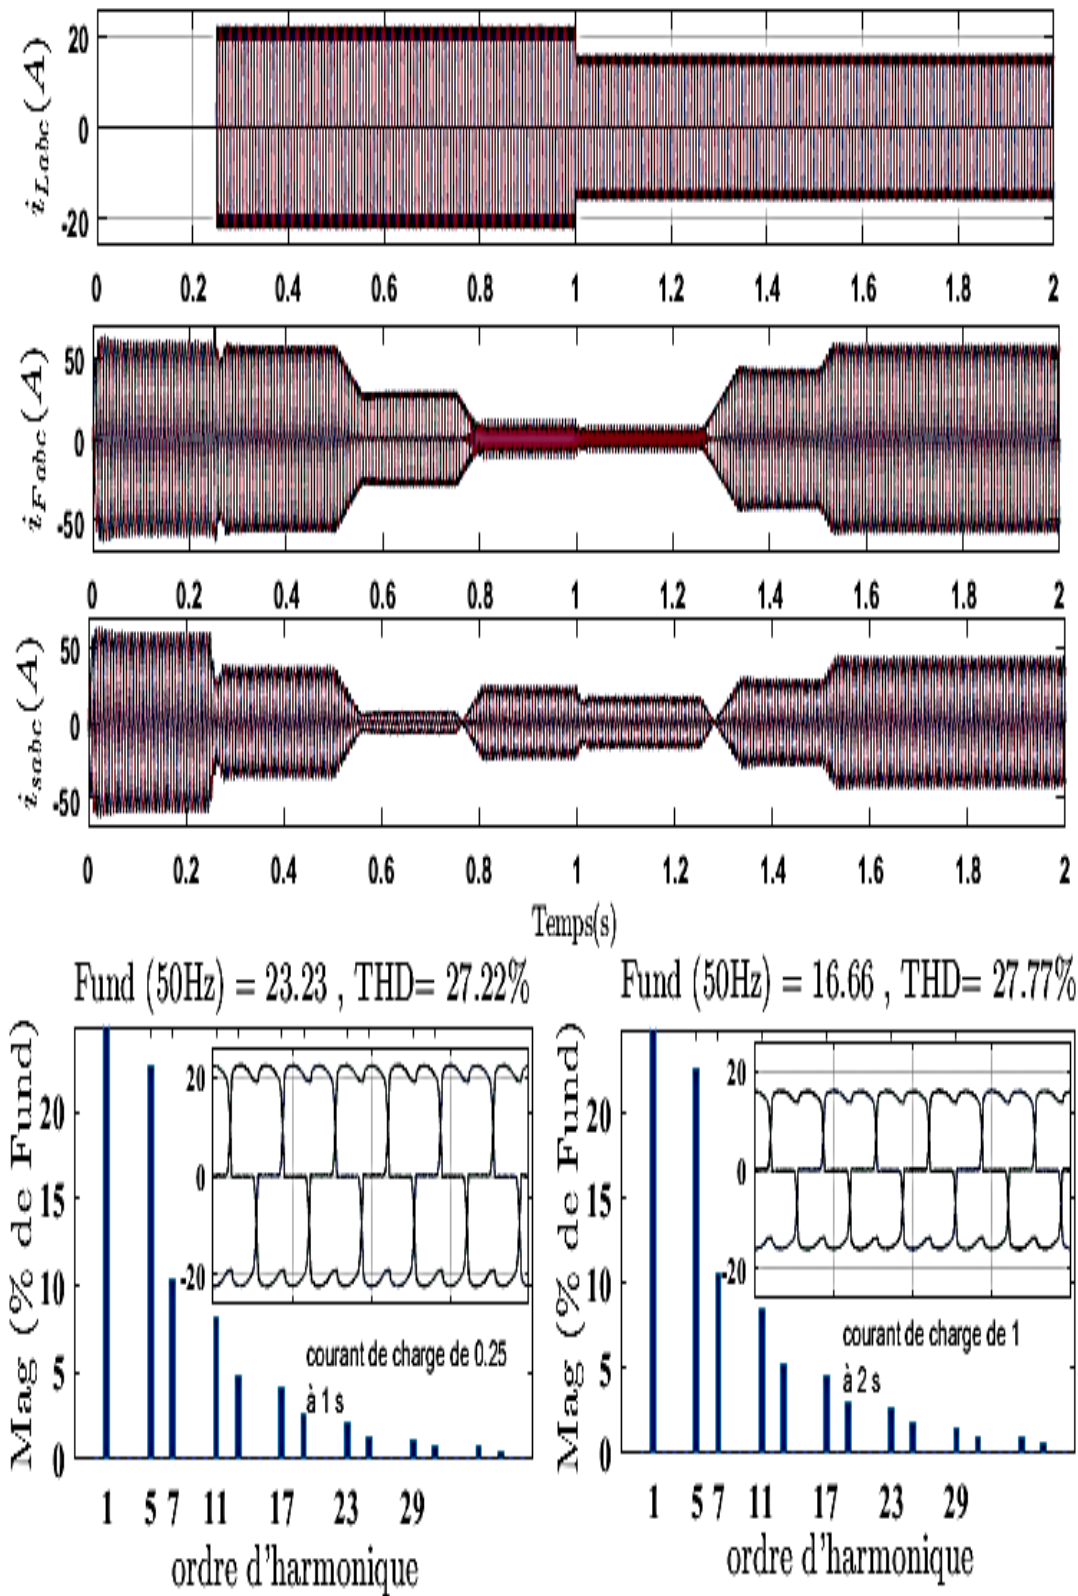 i_{Labc}(A)
20
0
-20
0 0.2 0.4 0.6 0.8 1 1.2 1.4 1.6 1.8 2
i_{Fabc}(A)
50
0
-50
0 0.2 0.4 0.6 0.8 1 1.2 1.4 1.6 1.8 2
i_{sabc}(A)
50
0
-50
0 0.2 0.4 0.6 0.8 1 1.2 1.4 1.6 1.8 2
Temps(s)
Fund (50Hz) = 23.23 , THD= 27.22%
Mag (% de Fund)
20
15
10
5
0
20
0
-20
courant de charge de 0.25
à 1 s
1 5 7 11 17 23 29
ordre d'harmonique
Fund (50Hz) = 16.66 , THD= 27.77%
Mag (% de Fund)
20
15
10
5
0
20
0
-20
courant de charge de 1
à 2 s
1 5 7 11 17 23 29
ordre d'harmonique